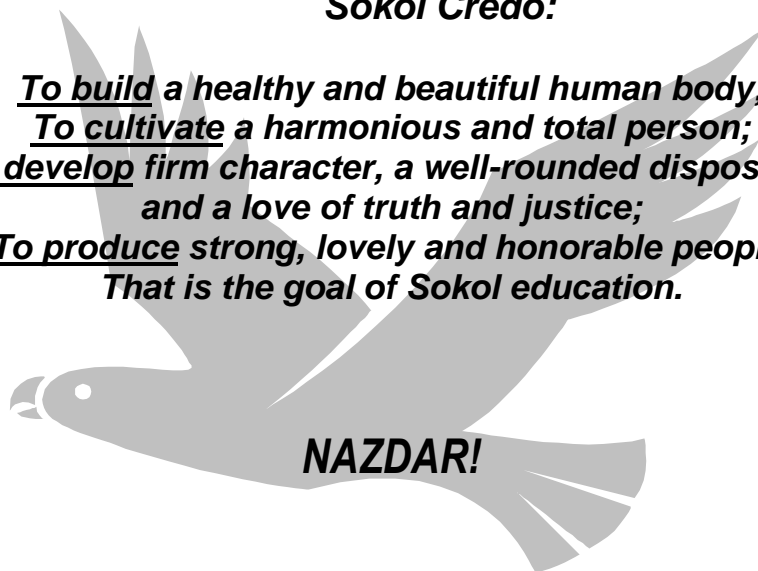 Sokol Credo:
To build a healthy and beautiful human body,
To cultivate a harmonious and total person;
develop firm character, a well-rounded dispos
and a love of truth and justice;
To produce strong, lovely and honorable peopl
That is the goal of Sokol education.
NAZDAR!